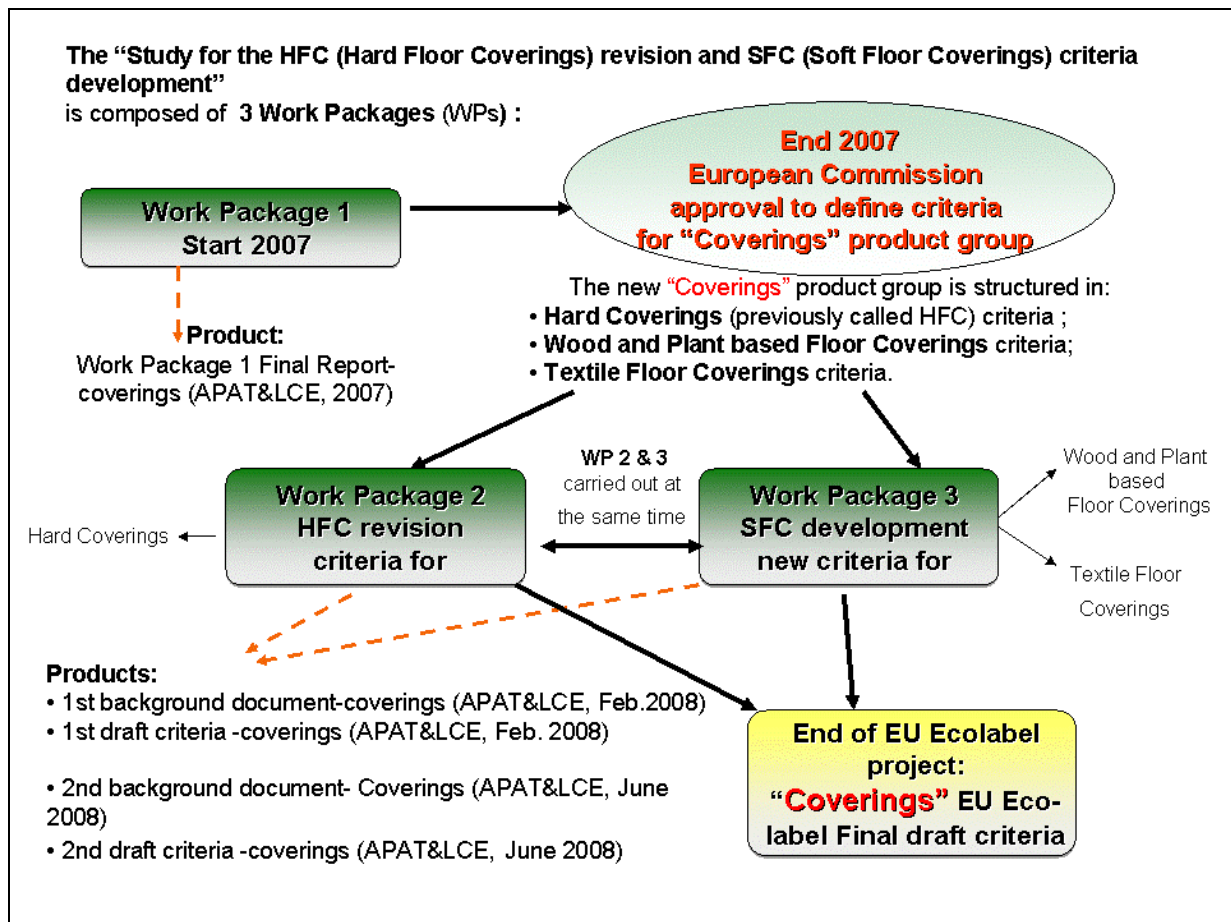 The “Study for the HFC (Hard Floor Coverings) revision and SFC (Soft Floor Coverings) criteria
development”
is composed of 3 Work Packages (WPs) :
End 2007
European Commission
approval to define criteria
for “Coverings” product group
Work Package 1
Start 2007
The new “Coverings” product group is structured in:
• Hard Coverings (previously called HFC) criteria ;
• Wood and Plant based Floor Coverings criteria;
• Textile Floor Coverings criteria.
Product:
Work Package 1 Final Report-
coverings (APAT&LCE, 2007)
WP 2 & 3
carried out at
the same time
Work Package 2
HFC revision
criteria for
Hard Coverings
Work Package 3
SFC development
new criteria for
Wood and Plant
based
Floor Coverings
Textile Floor
Coverings
Products:
• 1st background document-coverings (APAT&LCE, Feb.2008)
• 1st draft criteria -coverings (APAT&LCE, Feb. 2008)
• 2nd background document- Coverings (APAT&LCE, June
2008)
• 2nd draft criteria -coverings (APAT&LCE, June 2008)
End of EU Ecolabel
project:
“Coverings” EU Eco-
label Final draft criteria